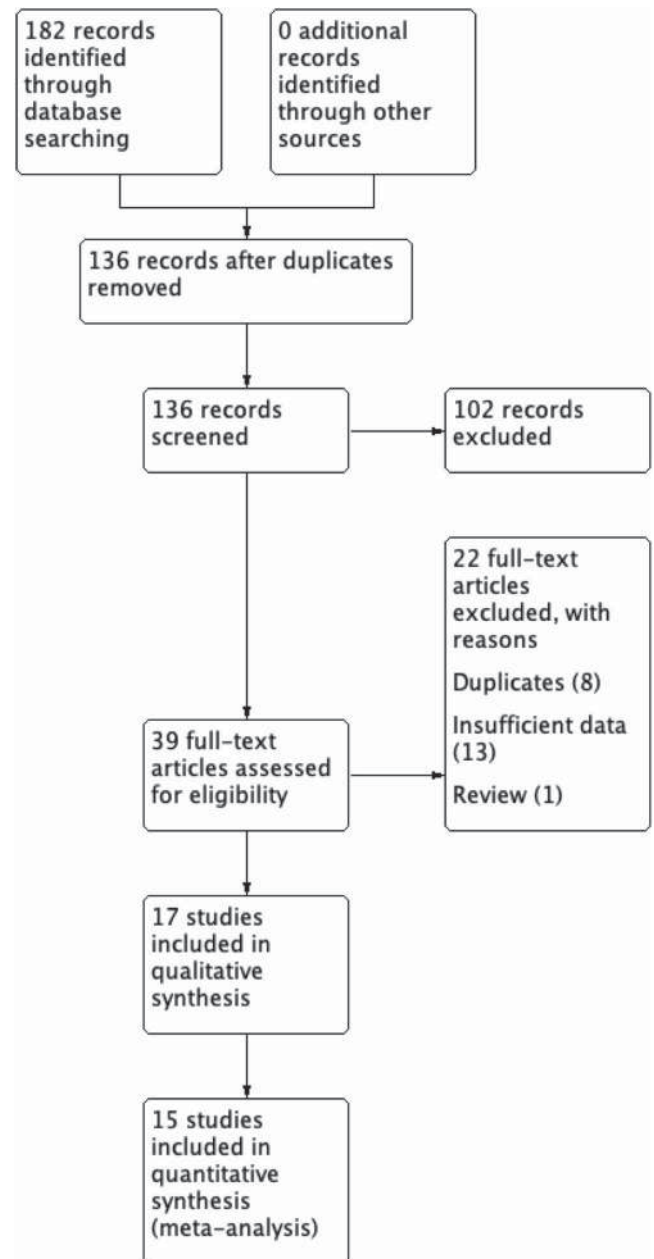 182 records
identified
through
database
searching
0 additional
records
identified
through other
sources
136 records after duplicates
removed
136 records
screened
102 records
excluded
22 full-text
articles
excluded, with
reasons
Duplicates (8)
Insufficient data
(13)
Review (1)
39 full-text
articles assessed
for eligibility
17 studies
included in
qualitative
synthesis
15 studies
included in
quantitative
synthesis
(meta-analysis)